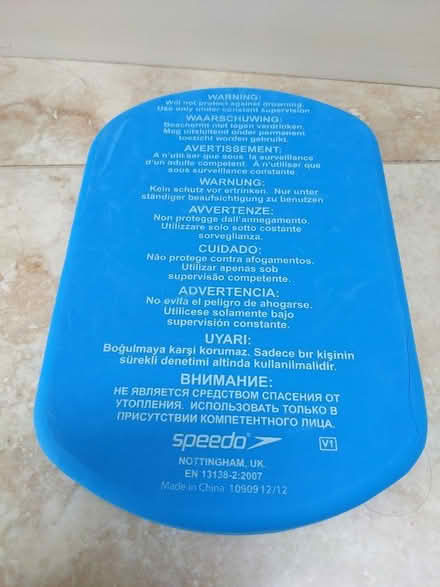 WARNING:
Will not protect against drowning.
Use only under constant supervision
WAARSCHUWING:
Beschermt niet tegen verdrinken.
Mag uitsluitend onder permanent
toezicht worden gebruikt.
AVERTISSEMENT:
A n'utiliser que sous la surveillance
d'un adulte competent. A n'utiliser que
sous surveillance constante
WARNUNG:
Kein schutz vor ertrinken. Nur unter
ständiger beaufsichtigung zu benutzen
AVVERTENZE:
Non protegge dall'annegamento.
Utilizzare solo sotto costante
sorveglianza.
CUIDADO:
Não protege contra afogamentos.
Utilizar apenas sob
supervisão competente.
ADVERTENCIA:
No evita el peligro de ahogarse.
Utilicese solamente bajo
supervisión constante.
UYARI:
Boğulmaya karşi korumaz. Sadece bir kişinin
sürekli denetimi altinda kullanilmalidir.
ВНИМАНИЕ:
НЕ ЯВЛЯЕТСЯ СРЕДСТВОМ СПАСЕНИЯ ОТ
УТОПЛЕНИЯ. ИСПОЛЬЗОВАТЬ ТОЛЬКО В
ПРИСУТСТВИИ КОМПЕТЕНТНОГО ЛИЦА.
speedo
V1
NOTTINGHAM, UK.
EN 13138-2:2007
Made in China 10909 12/12